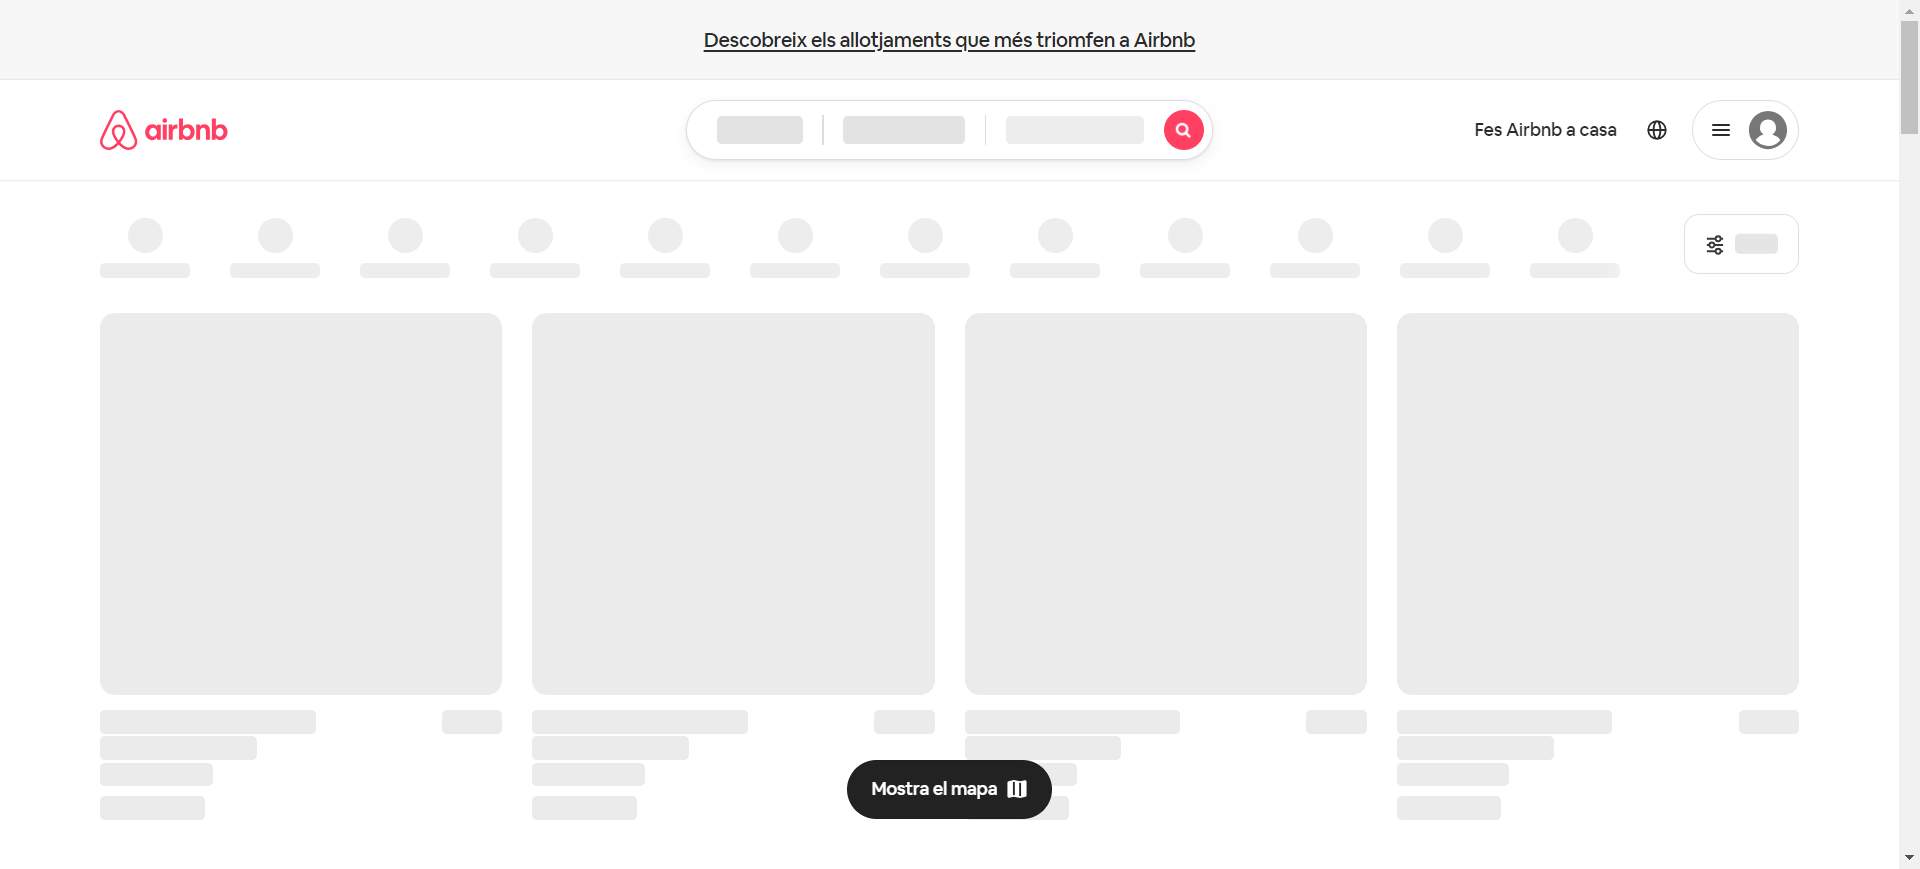 Descobreix els allotjaments que més triomfen a Airbnb
airbnb
Fes Airbnb a casa
Mostra el mapa